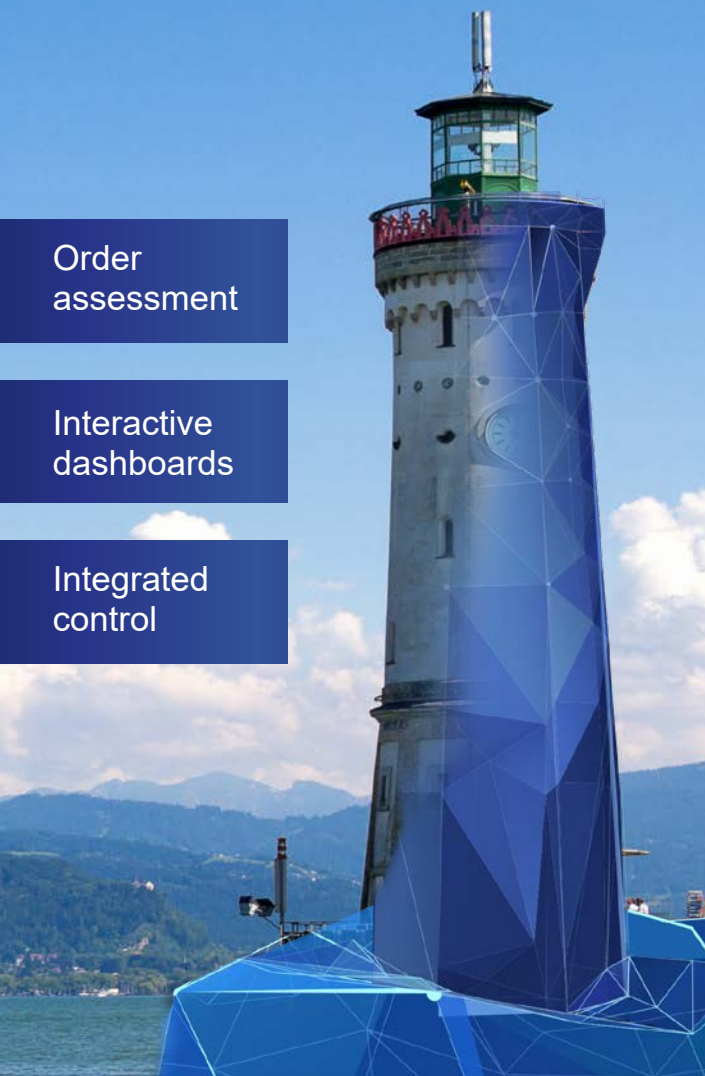 Order
assessment
Interactive
dashboards
Integrated
control